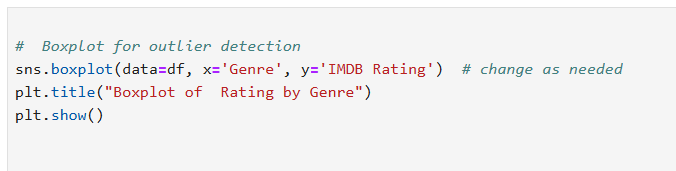 #  Boxplot for outlier detection
sns.boxplot(data=df, x='Genre', y='IMDB Rating')  # change as needed
plt.title("Boxplot of  Rating by Genre")
plt.show()